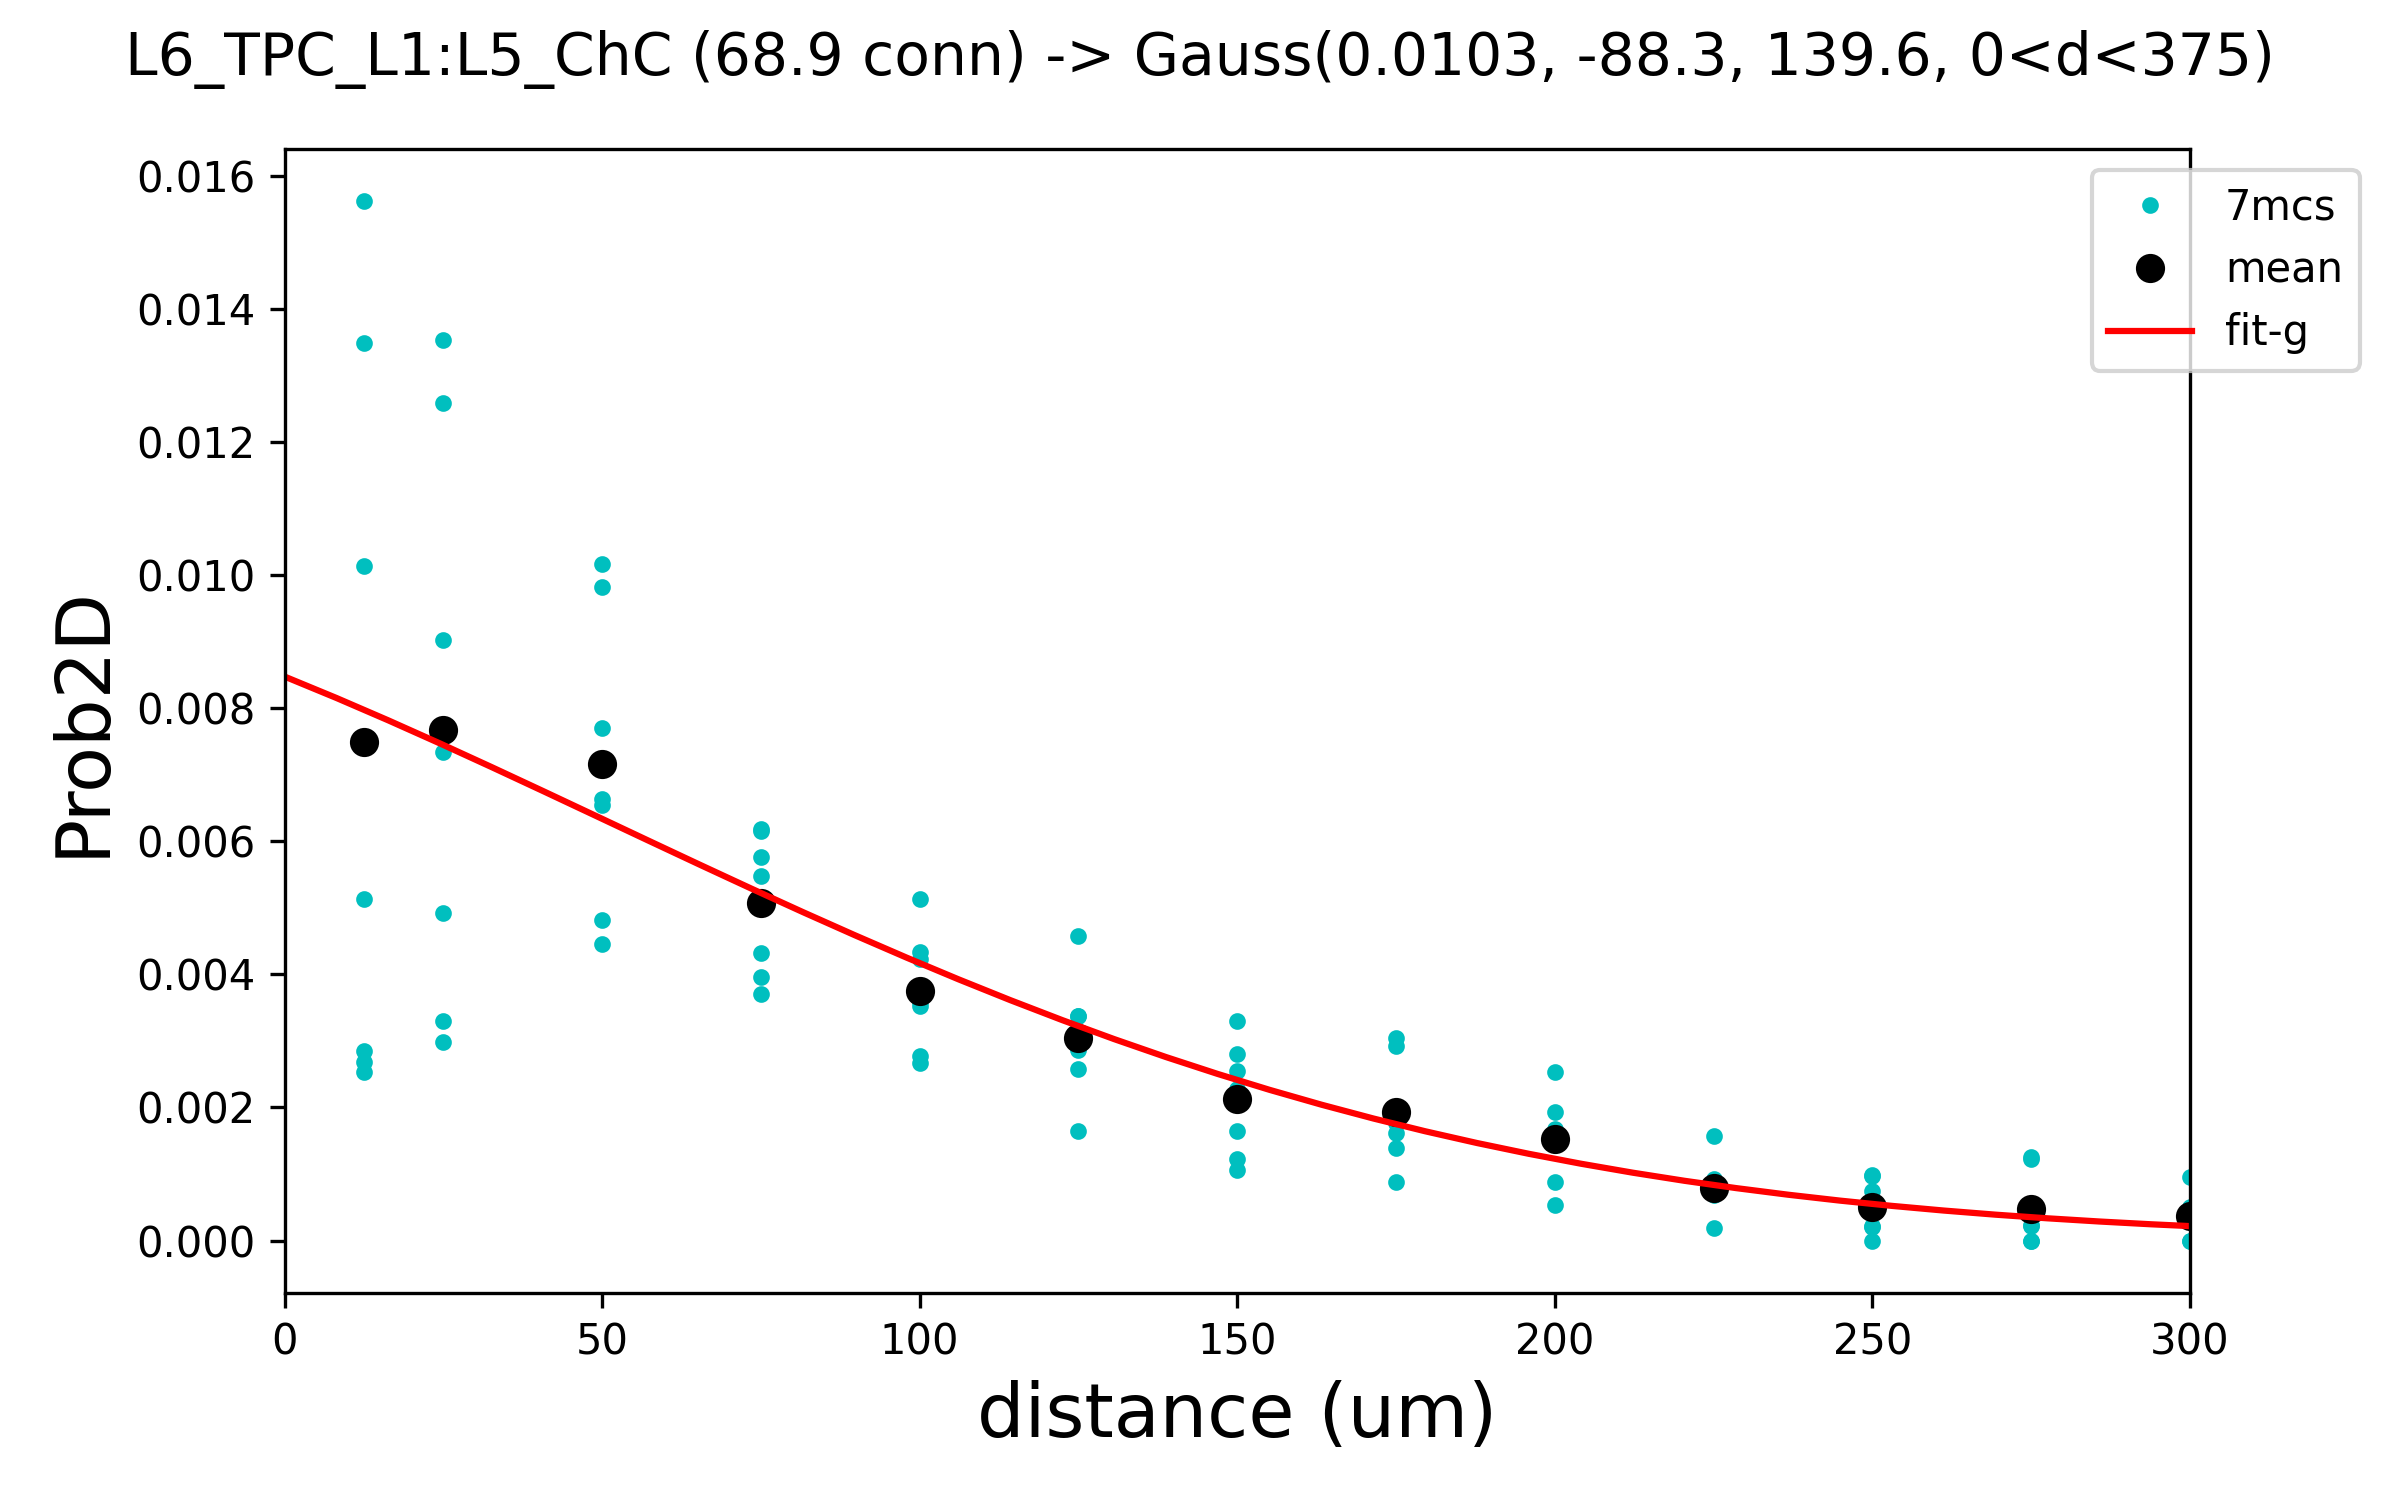 L6_TPC_L1:L5_ChC (68.9 conn) -> Gauss(0.0103, -88.3, 139.6, 0<d<375)
0.016
0.014
0.012
0.010
0.008
0.006
0.004
0.002
0.000
Prob2D
7mcs
mean
fit-g
0 50 100 150 200 250 300
distance (um)